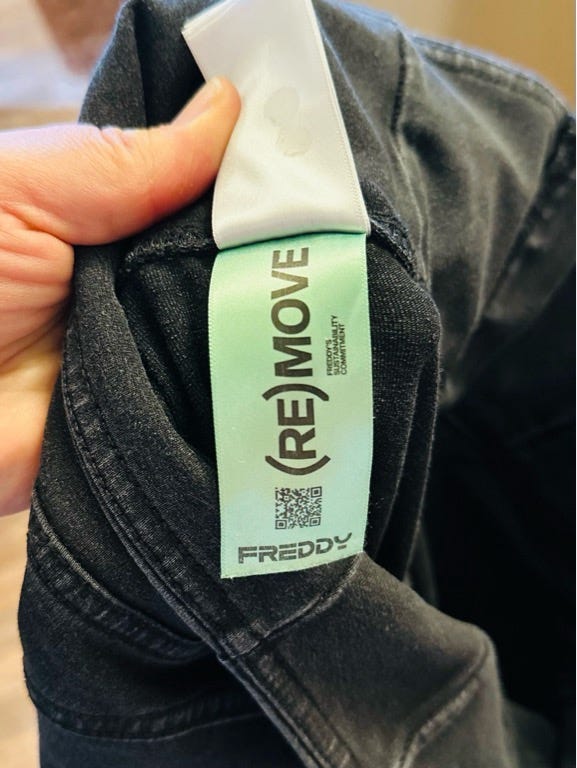 (RE)MOVE
FREDDY'S
SUSTAINABILITY
COMMITMENT
FREDDY